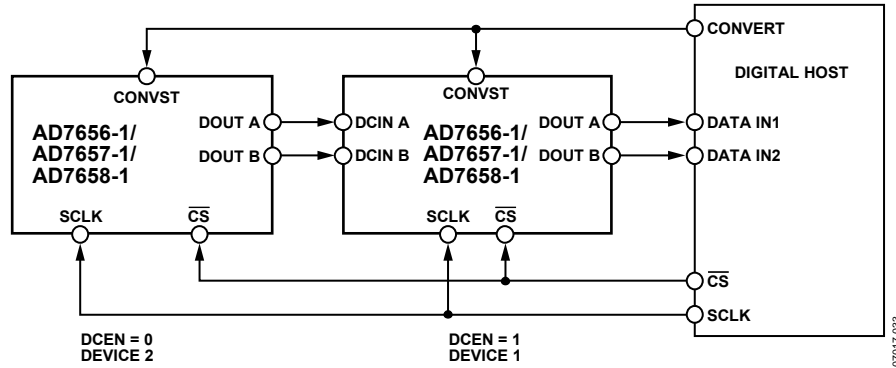 CONVERT
DIGITAL HOST
CONVST
CONVST
AD7656-1/
AD7657-1/
AD7658-1
DOUT A
DOUT B
DCIN A
DCIN B
AD7656-1/
AD7657-1/
AD7658-1
DOUT A
DOUT B
DATA IN1
DATA IN2
SCLK
CS
SCLK
CS
CS
SCLK
DCEN = 0
DEVICE 2
DCEN = 1
DEVICE 1
07017-033